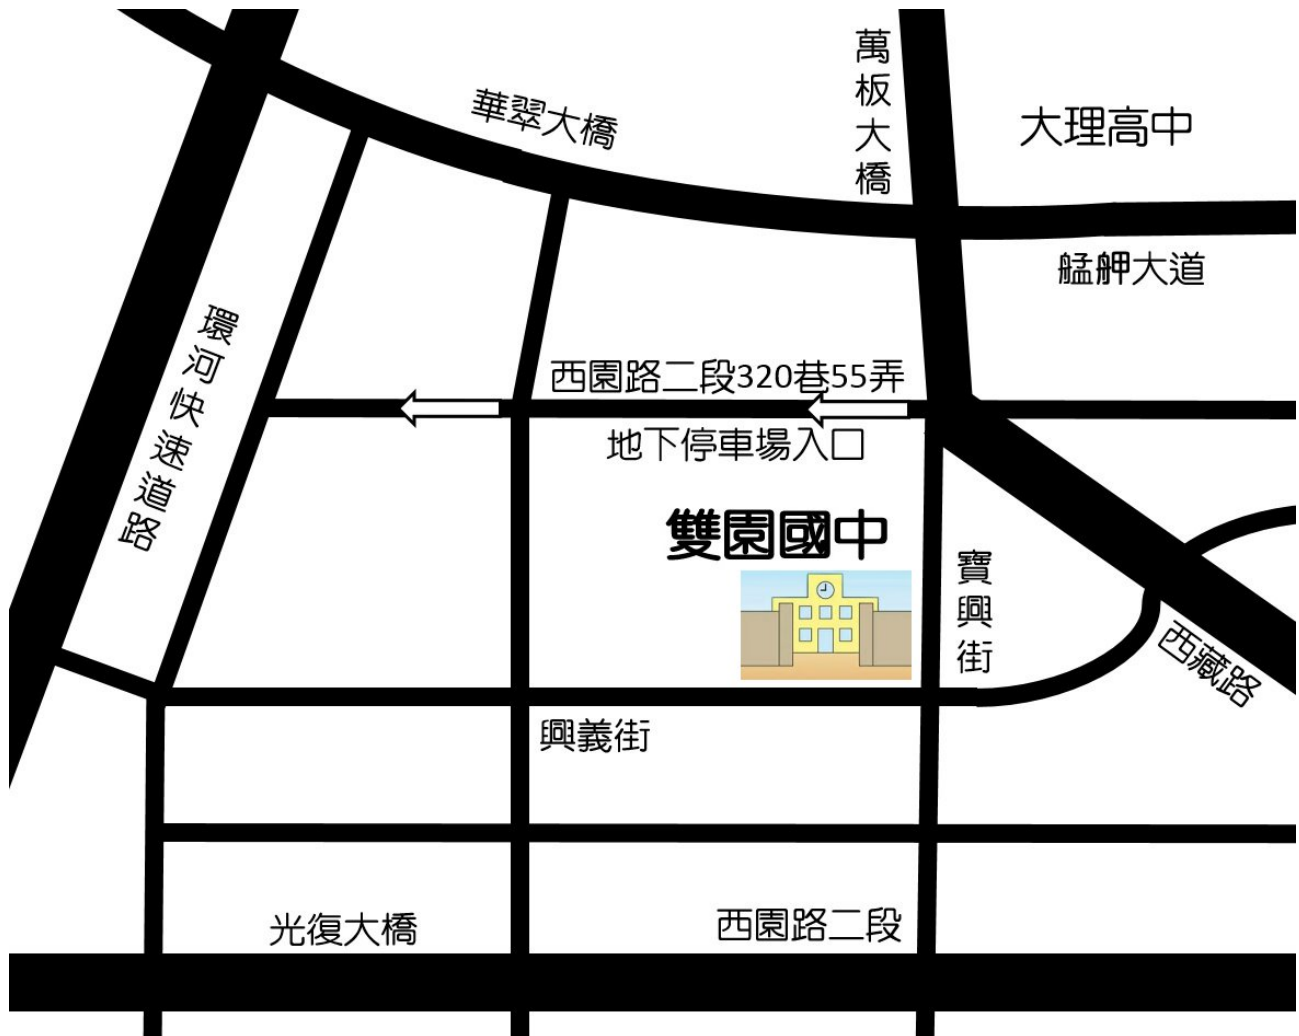 萬板大橋
華翠大橋
大理高中
艋舺大道
環河快速道路
西園路二段320巷55弄
地下停車場入口
雙園國中
寶興街
西藏路
興義街
光復大橋
西園路二段